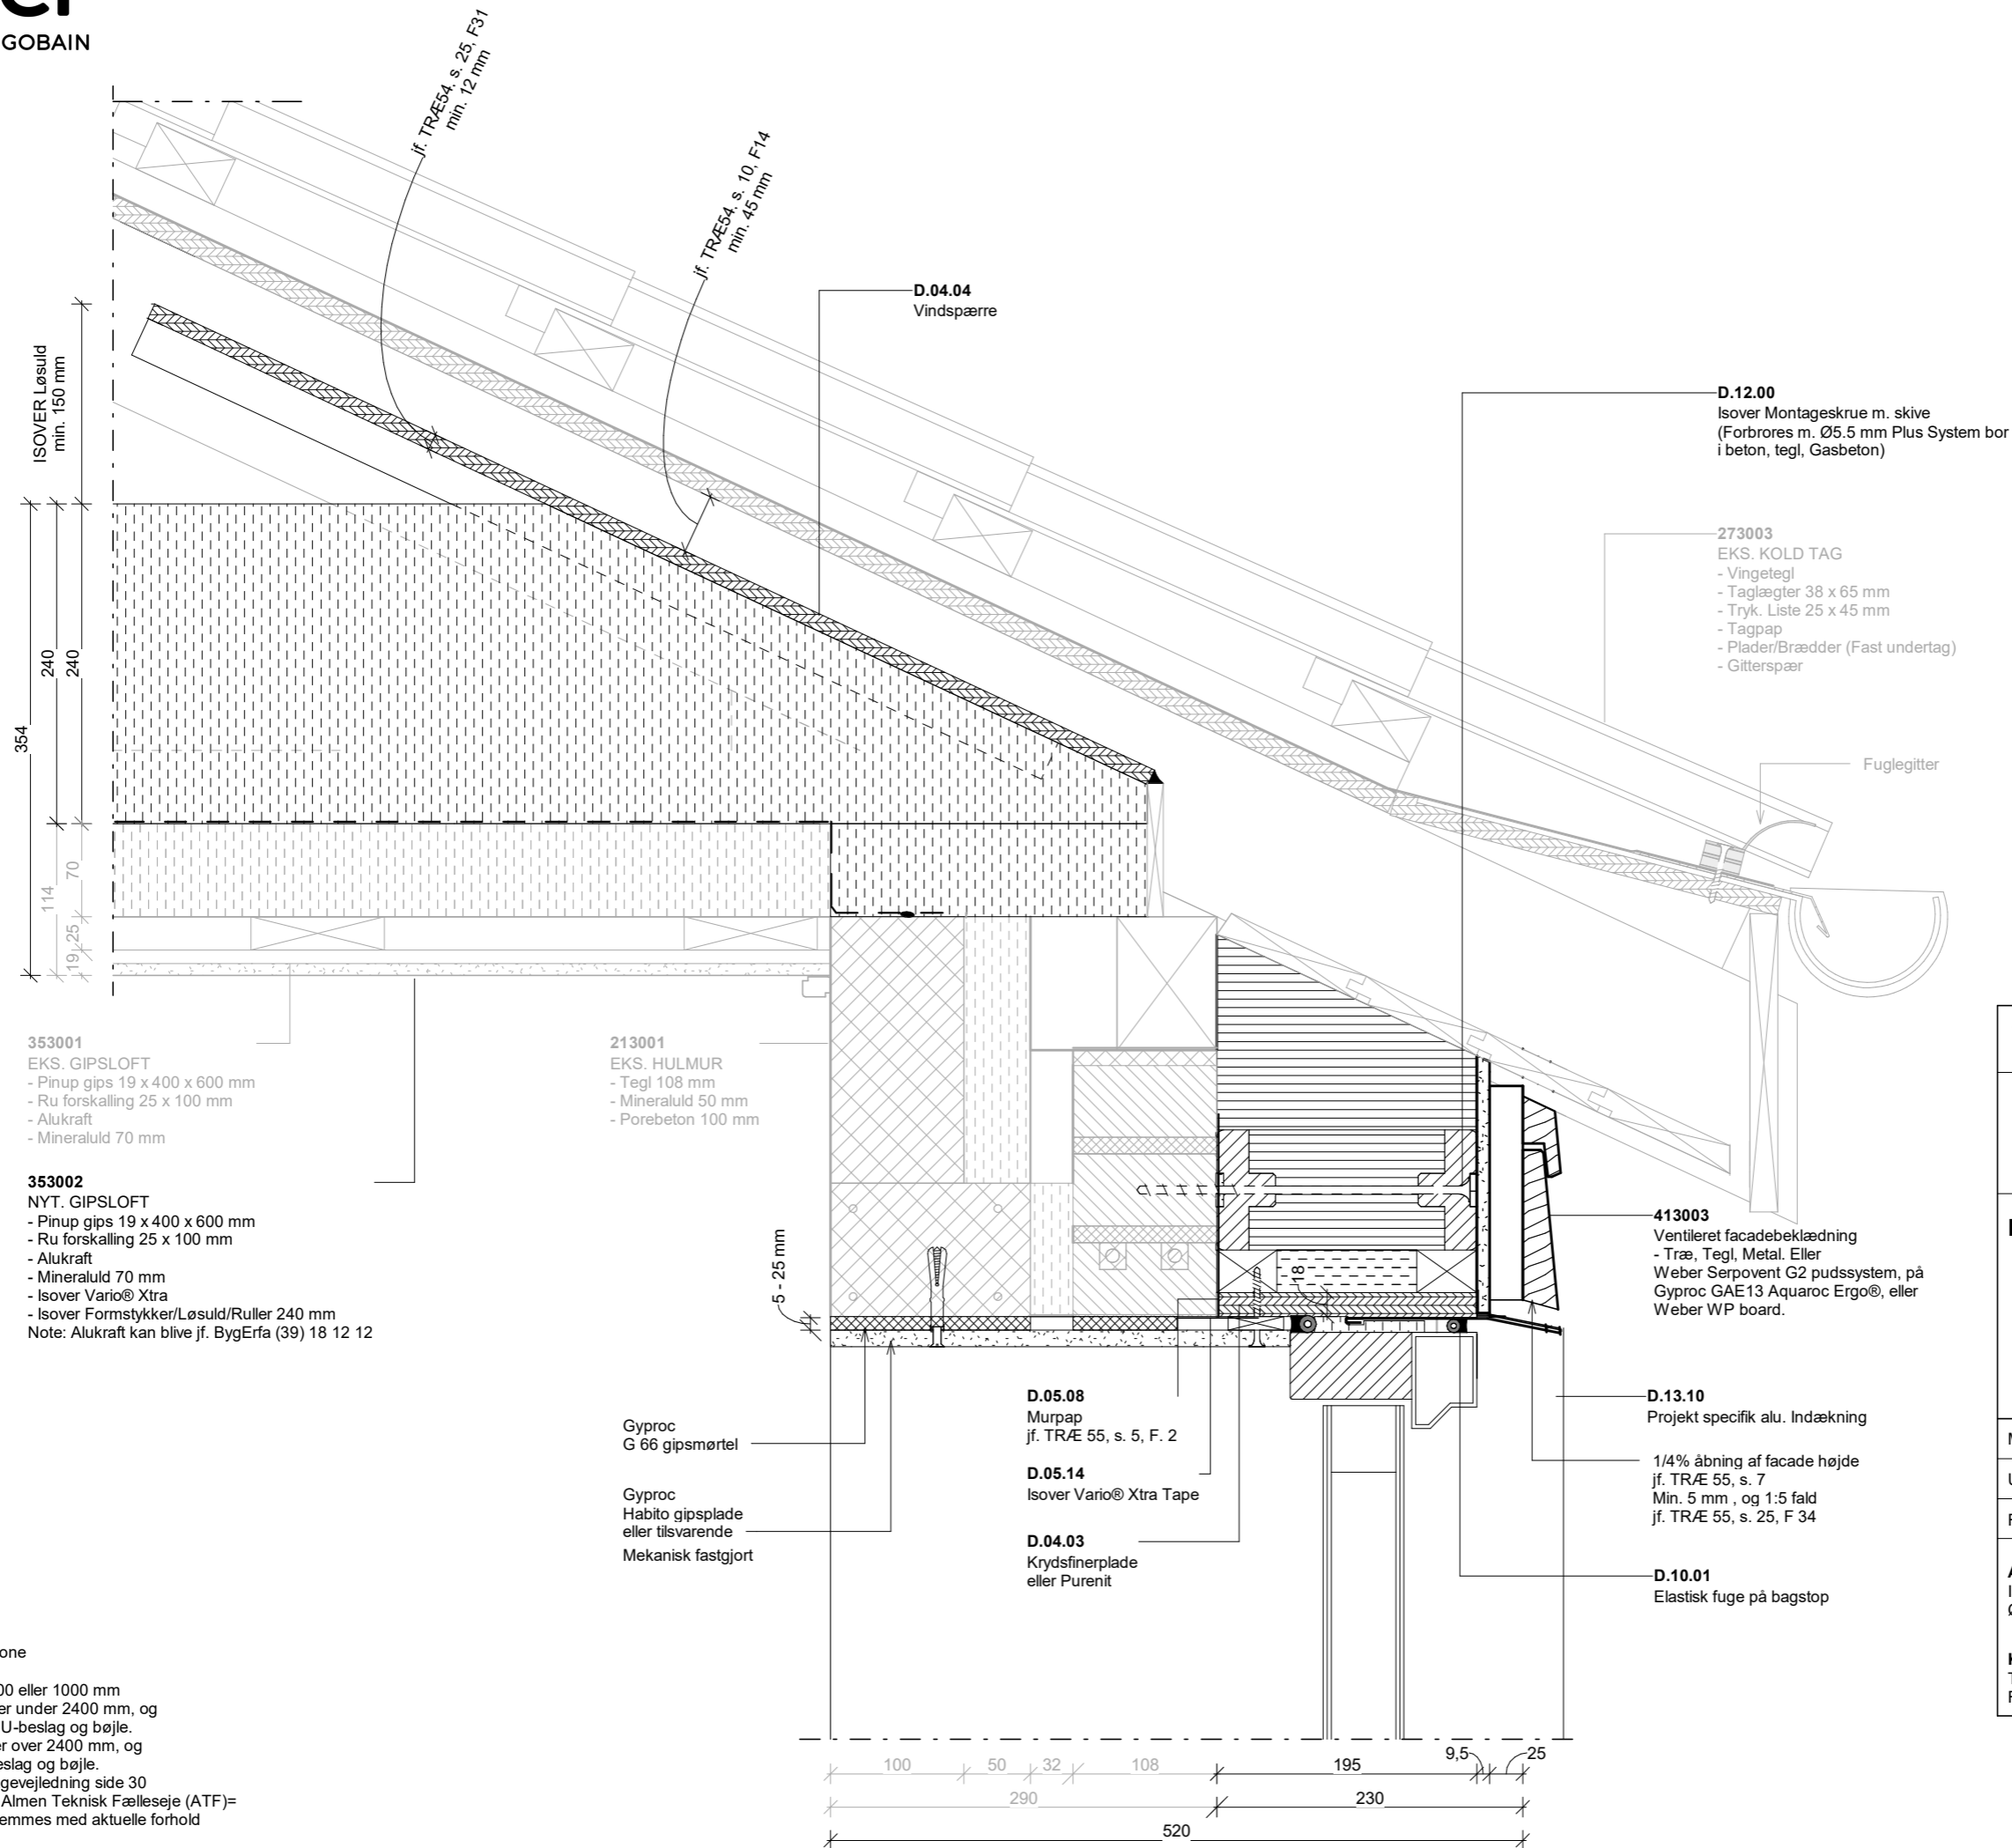 GOBAIN
jf. TRÆ54, s. 25, F31
min. 12 mm
jf. TRÆ54, s. 10, F14
min. 45 mm
D.04.04
Vindspærre
ISOVER Løsuld
min. 150 mm
D.12.00
Isover Montageskrue m. skive
(Forbrores m. Ø5.5 mm Plus System bor
i beton, tegl, Gasbeton)
273003
EKS. KOLD TAG
- Vingetegl
- Taglægter 38 x 65 mm
- Tryk. Liste 25 x 45 mm
- Tagpap
- Plader/Brædder (Fast undertag)
- Gitterspær
Fuglegitter
354
240
240
114
70
25
19
353001
EKS. GIPSLOFT
- Pinup gips 19 x 400 x 600 mm
- Ru forskalling 25 x 100 mm
- Alukraft
- Mineraluld 70 mm
213001
EKS. HULMUR
- Tegl 108 mm
- Mineraluld 50 mm
- Porebeton 100 mm
353002
NYT. GIPSLOFT
- Pinup gips 19 x 400 x 600 mm
- Ru forskalling 25 x 100 mm
- Alukraft
- Mineraluld 70 mm
- Isover Vario® Xtra
- Isover Formstykker/Løsuld/Ruller 240 mm
Note: Alukraft kan blive jf. BygErfa (39) 18 12 12
5 - 25 mm
18
413003
Ventileret facadebeklædning
- Træ, Tegl, Metal. Eller
Weber Serpovent G2 pudssystem, på
Gyproc GAE13 Aquaroc Ergo®, eller
Weber WP board.
Gyproc
G 66 gipsmørtel
Gyproc
Habito gipsplade
eller tilsvarende
Mekanisk fastgjort
D.05.08
Murpap
jf. TRÆ 55, s. 5, F. 2
D.05.14
Isover Vario® Xtra Tape
D.04.03
Krydsfinerplade
eller Purenit
D.13.10
Projekt specifik alu. Indækning
1/4% åbning af facade højde
jf. TRÆ 55, s. 7
Min. 5 mm , og 1:5 fald
jf. TRÆ 55, s. 25, F 34
D.10.01
Elastisk fuge på bagstop
one
00 eller 1000 mm
er under 2400 mm, og
U-beslag og bøjle.
er over 2400 mm, og
eslag og bøjle.
gevejledning side 30
Almen Teknisk Fælleseje (ATF)=
emmes med aktuelle forhold
100
50
32
108
195
9,5
25
290
230
520